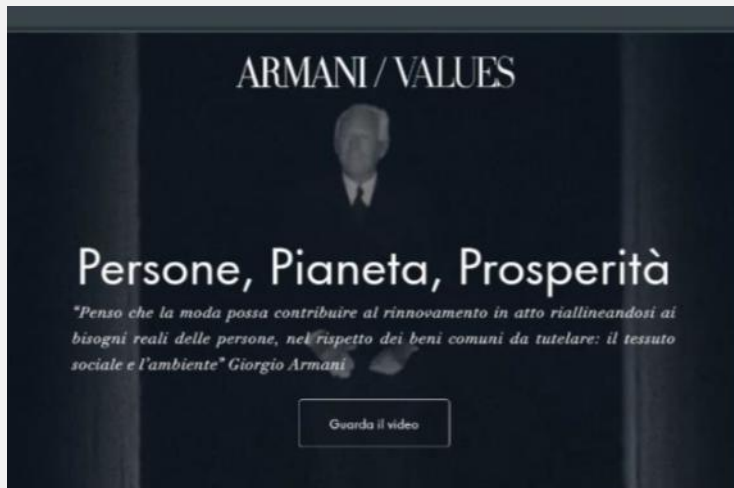 ARMANI / VALUES
Persone, Pianeta, Prosperità
"Penso che la moda possa contribuire al rinnovamento in atto riallineandosi ai
bisogni reali delle persone, nel rispetto dei beni comuni da tutelare: il tessuto
sociale e l'ambiente" Giorgio Armani
Guarda il video